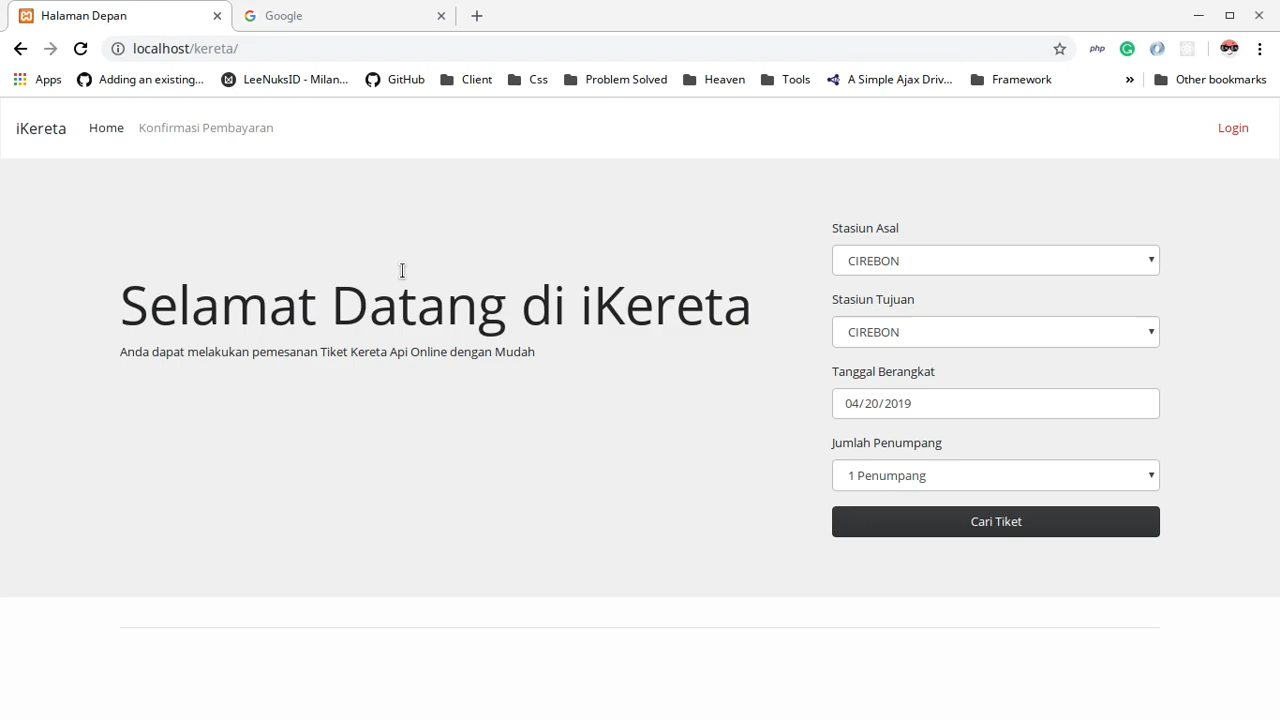 Halaman Depan
Google
localhost/kereta/
php
Apps
Adding an existing...
LeeNuksID - Milan...
GitHub
Client
Css
Problem Solved
Heaven
Tools
A Simple Ajax Driv...
Framework
»
Other bookmarks
iKereta
Home
Konfirmasi Pembayaran
Login
Selamat Datang di iKereta
Anda dapat melakukan pemesanan Tiket Kereta Api Online dengan Mudah
Stasiun Asal
CIREBON
Stasiun Tujuan
CIREBON
Tanggal Berangkat
04/20/2019
Jumlah Penumpang
1 Penumpang
Cari Tiket